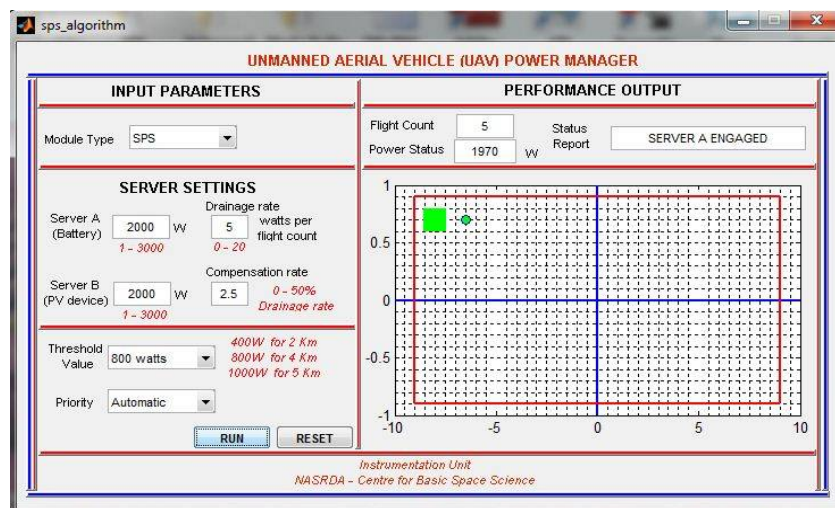 sps_algorithm
UNMANNED AERIAL VEHICLE (UAV) POWER MANAGER
INPUT PARAMETERS
Module Type SPS
SERVER SETTINGS
Server A (Battery) 2000 W
1 - 3000
Drainage rate
5 watts per flight count
0 - 20
Server B (PV device) 2000 W
1 - 3000
Compensation rate
2.5 0 - 50% Drainage rate
Threshold Value 800 watts
400W for 2 Km
800W for 4 Km
1000W for 5 Km
Priority Automatic
RUN RESET
PERFORMANCE OUTPUT
Flight Count 5
Power Status 1970 W
Status Report SERVER A ENGAGED
1
0.5
0
-0.5
-1
-10 -5 0 5 10
Instrumentation Unit
NASRDA - Centre for Basic Space Science